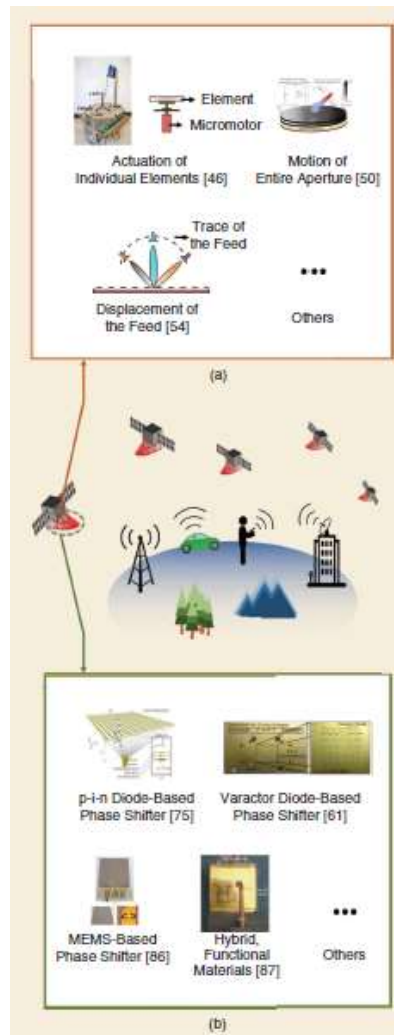 Element
Micromotor
Actuation of
Individual Elements [46]
Motion of
Entire Aperture [50]
Trace of
the Feed
Displacement of
the Feed [54]
Others
(a)
p-i-n Diode-Based
Phase Shifter [75]
Varactor Diode-Based
Phase Shifter [61]
MEMS-Based
Phase Shifter [86]
Hybrid,
Functional
Materials [87]
Others
(b)